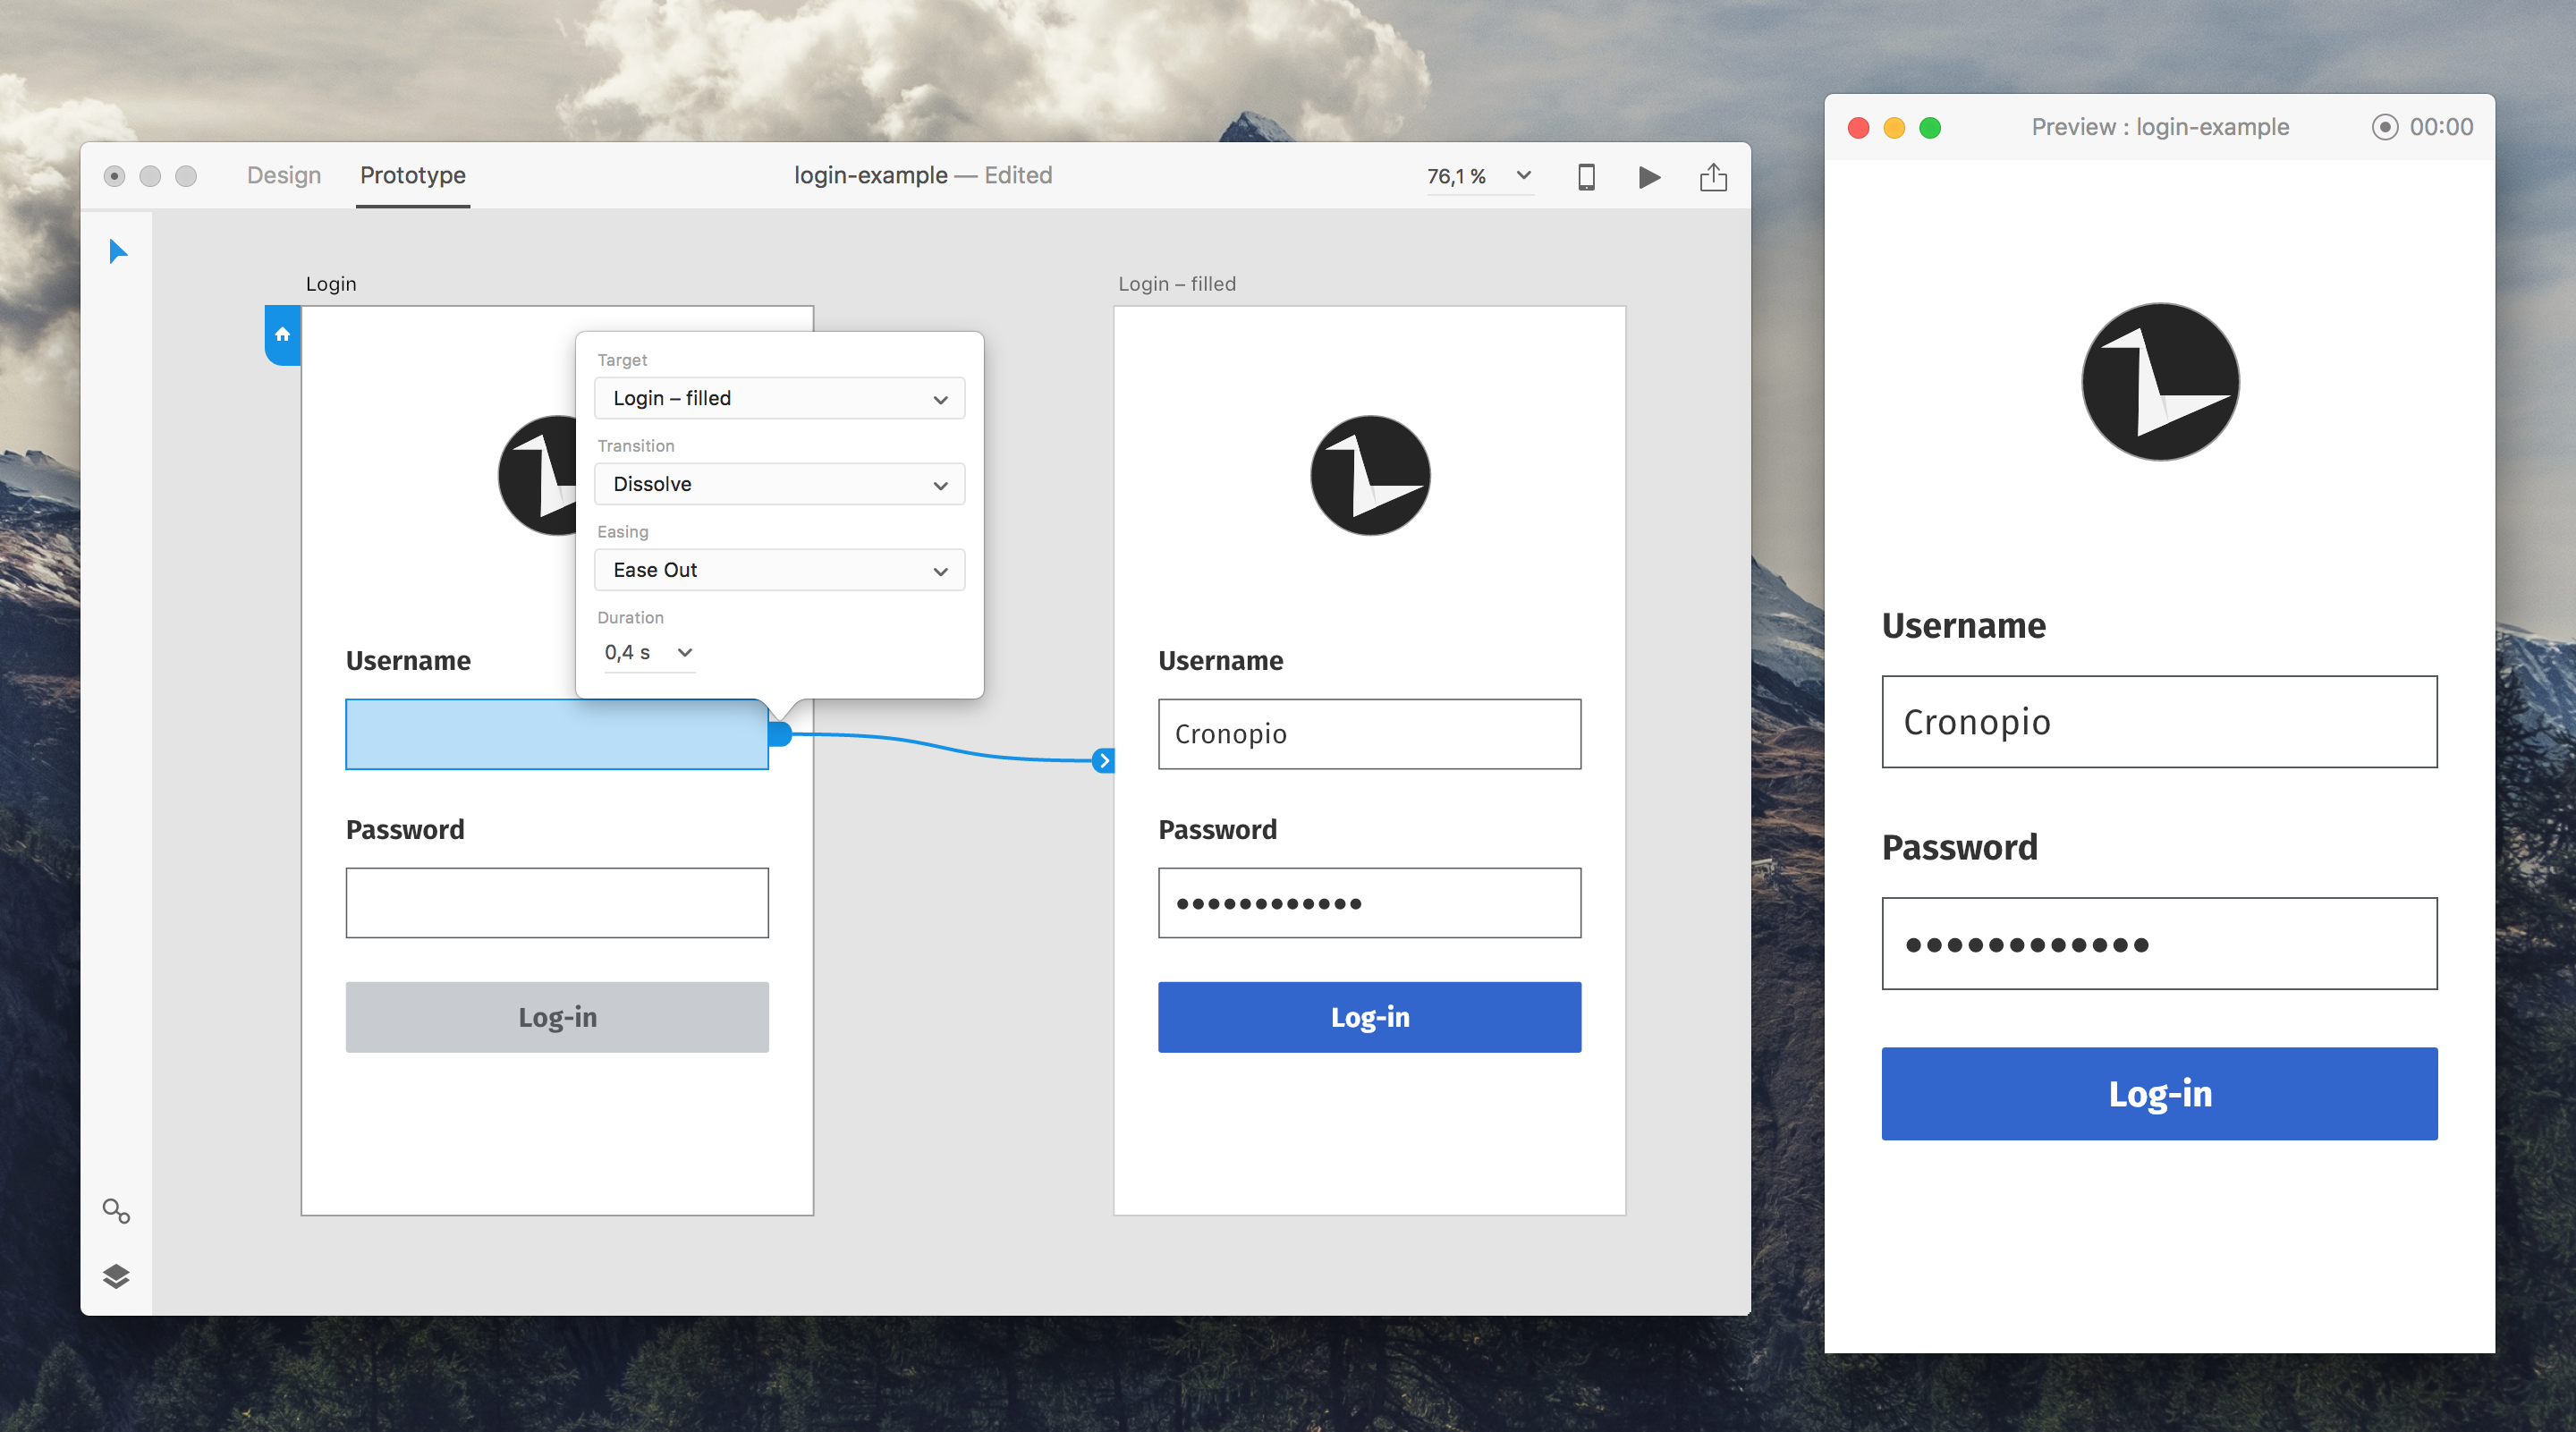 Design
Prototype
login-example — Edited
76,1 %
Login
Target
Login – filled
Transition
Dissolve
Easing
Ease Out
Duration
0,4 s
Username
Password
Log-in
Login – filled
Username
Cronopio
Password
••••••••••••
Log-in
Preview : login-example
00:00
Username
Cronopio
Password
••••••••••••
Log-in